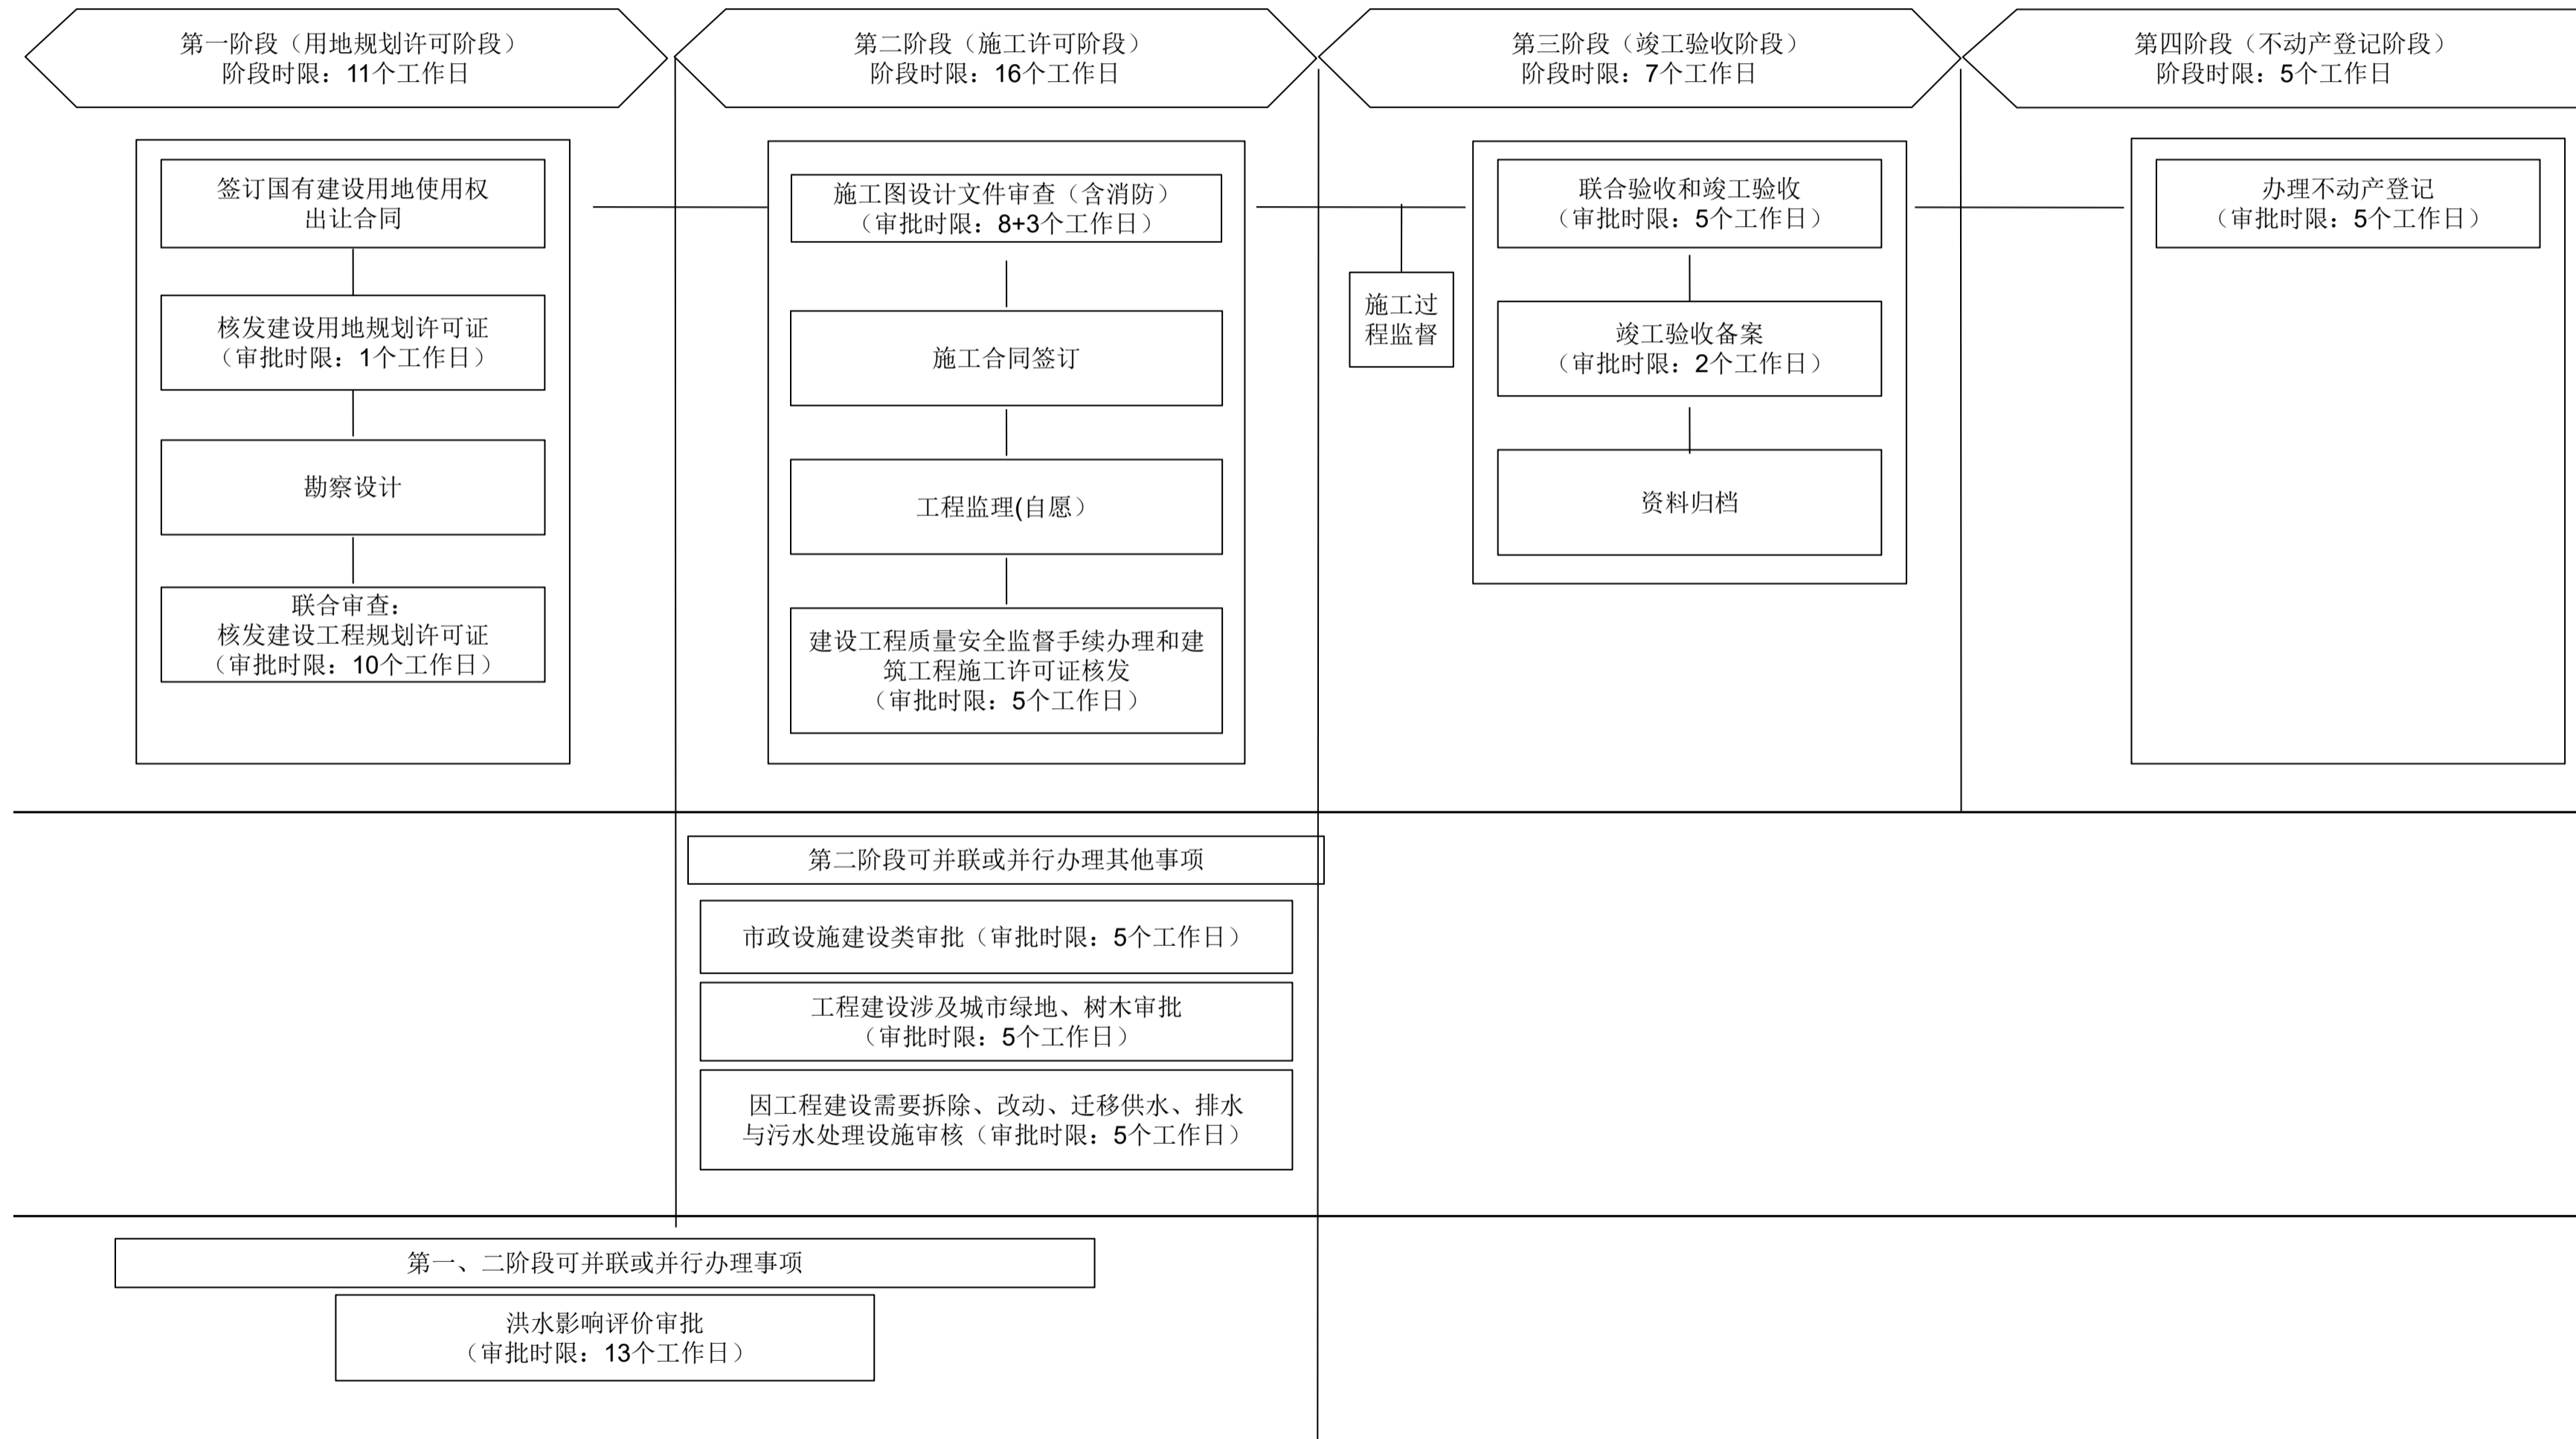 第一阶段（用地规划许可阶段）
阶段时限：11个工作日
第二阶段（施工许可阶段）
阶段时限：16个工作日
第三阶段（竣工验收阶段）
阶段时限：7个工作日
第四阶段（不动产登记阶段）
阶段时限：5个工作日
签订国有建设用地使用权
出让合同
核发建设用地规划许可证
（审批时限：1个工作日）
勘察设计
联合审查：
核发建设工程规划许可证
（审批时限：10个工作日）
施工图设计文件审查（含消防）
（审批时限：8+3个工作日）
施工合同签订
工程监理(自愿）
建设工程质量安全监督手续办理和建
筑工程施工许可证核发
（审批时限：5个工作日）
施工过
程监督
联合验收和竣工验收
（审批时限：5个工作日）
竣工验收备案
（审批时限：2个工作日）
资料归档
办理不动产登记
（审批时限：5个工作日）
第二阶段可并联或并行办理其他事项
市政设施建设类审批（审批时限：5个工作日）
工程建设涉及城市绿地、树木审批
（审批时限：5个工作日）
因工程建设需要拆除、改动、迁移供水、排水
与污水处理设施审核（审批时限：5个工作日）
第一、二阶段可并联或并行办理事项
洪水影响评价审批
（审批时限：13个工作日）